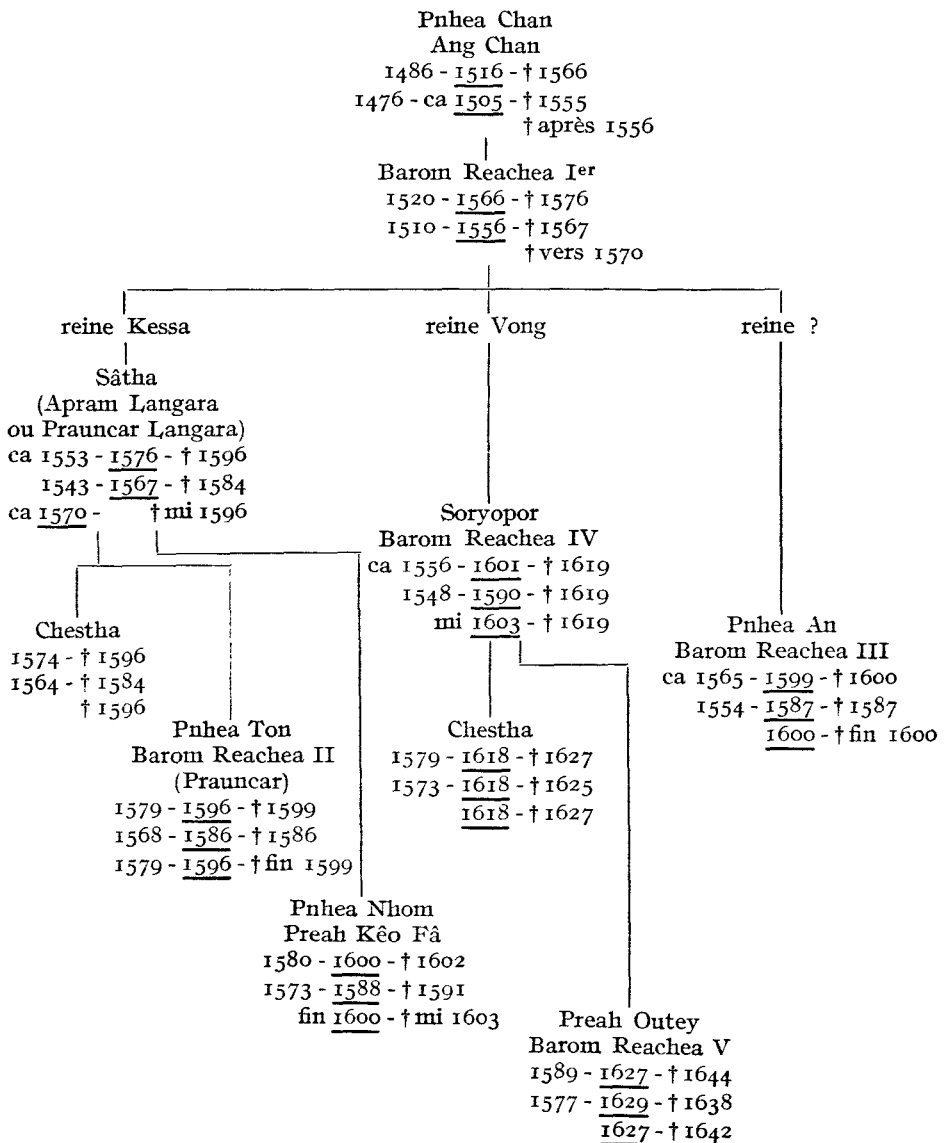 Pnhea Chan
Ang Chan
1486 - 1516 - † 1566
1476 - ca 1505 - † 1555
† après 1556
Barom Reachea Ier
1520 - 1566 - † 1576
1510 - 1556 - † 1567
† vers 1570
reine Kessa
reine Vong
reine ?
Sâtha
(Apram Langara
ou Prauncar Langara)
ca 1553 - 1576 - † 1596
1543 - 1567 - † 1584
ca 1570 - † mi 1596
Soryopor
Barom Reachea IV
ca 1556 - 1601 - † 1619
1548 - 1590 - † 1619
mi 1603 - † 1619
Chestha
1574 - † 1596
1564 - † 1584
† 1596
Pnhea An
Barom Reachea III
ca 1565 - 1599 - † 1600
1554 - 1587 - † 1587
1600 - † fin 1600
Pnhea Ton
Barom Reachea II
(Prauncar)
1579 - 1596 - † 1599
1568 - 1586 - † 1586
1579 - 1596 - † fin 1599
Chestha
1579 - 1618 - † 1627
1573 - 1618 - † 1625
1618 - † 1627
Pnhea Nhom
Preah Kêo Fâ
1580 - 1600 - † 1602
1573 - 1588 - † 1591
fin 1600 - † mi 1603
Preah Outey
Barom Reachea V
1589 - 1627 - † 1644
1577 - 1629 - † 1638
1627 - † 1642